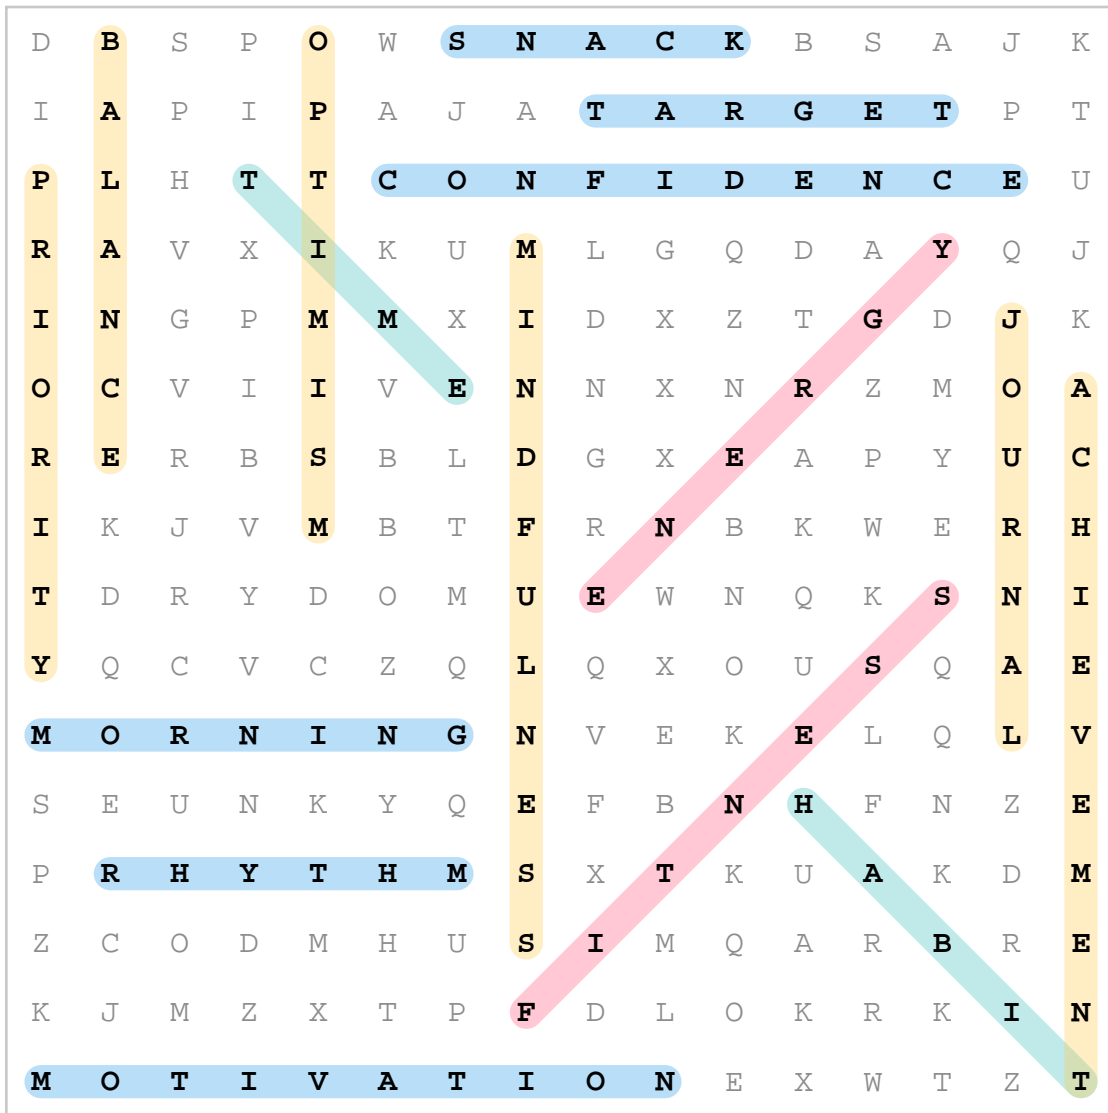 D B S P O W S N A C K B S A J K
I A P I P A J A T A R G E T P T
P L H T T C O N F I D E N C E U
R A V X I K U M L G Q D A Y Q J
I N G P M M X I D X Z T G D J K
O C V I I V E N N X N R Z M O A
R E R B S B L D G X E A P Y U C
I K J V M B T F R N B K W E R H
T D R Y D O M U E W N Q K S N I
Y Q C V C Z Q L Q X O U S Q A E
M O R N I N G N V E K E L Q L V
S E U N K Y Q E F B N H F N Z E
P R H Y T H M S X T K U A K D M
Z C O D M H U S I M Q A R B R E
K J M Z X T P F D L O K R K I N
M O T I V A T I O N E X W T Z T